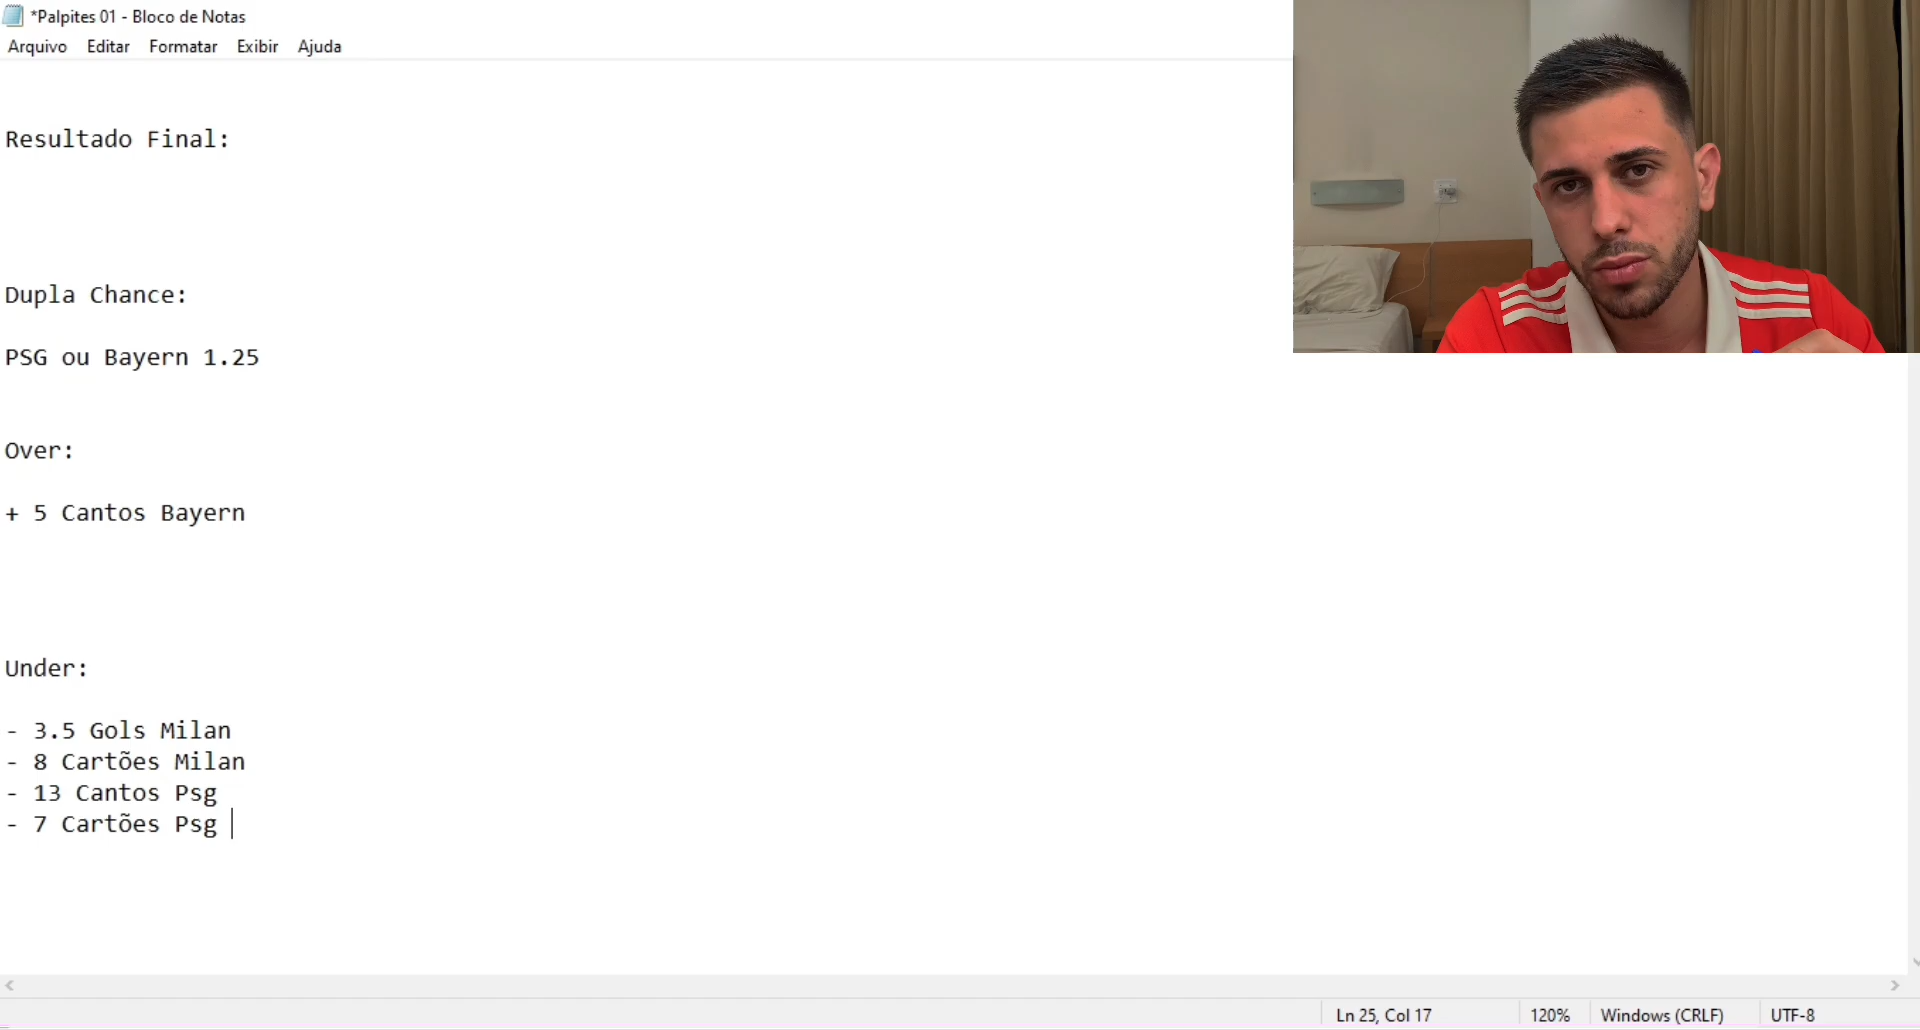 *Palpites 01 - Bloco de Notas
Arquivo Editar Formatar Exibir Ajuda
Resultado Final:
Dupla Chance:
PSG ou Bayern 1.25
Over:
+ 5 Cantos Bayern
Under:
- 3.5 Gols Milan
- 8 Cartões Milan
- 13 Cantos Psg
- 7 Cartões Psg
Ln 25, Col 17 120% Windows (CRLF) UTF-8